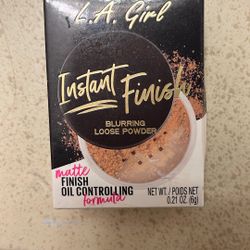 L.A. Girl
Instant Finish
BLURRING
LOOSE POWDER
matte
FINISH
OIL CONTROLLING
formula
NET WT. / POIDS NET
0.21 OZ. (6g)